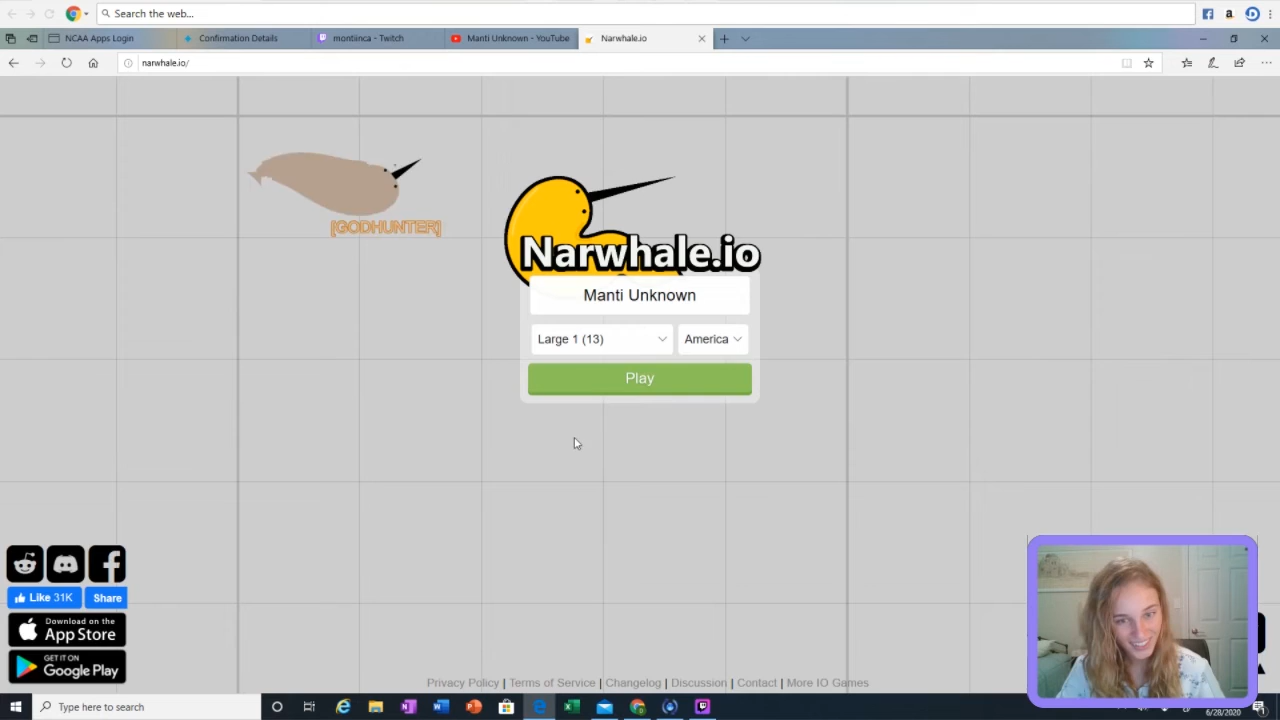 Search the web...
NCAA Apps Login
Confirmation Details
montiinca - Twitch
Manti Unknown - YouTube
Narwhale.io
narwhale.io/
[GODHUNTER]
Narwhale.io
Manti Unknown
Large 1 (13)
America
Play
Like 31K
Share
Download on the
App Store
GET IT ON
Google Play
Privacy Policy | Terms of Service | Changelog | Discussion | Contact | More IO Games
Type here to search
6/28/2020